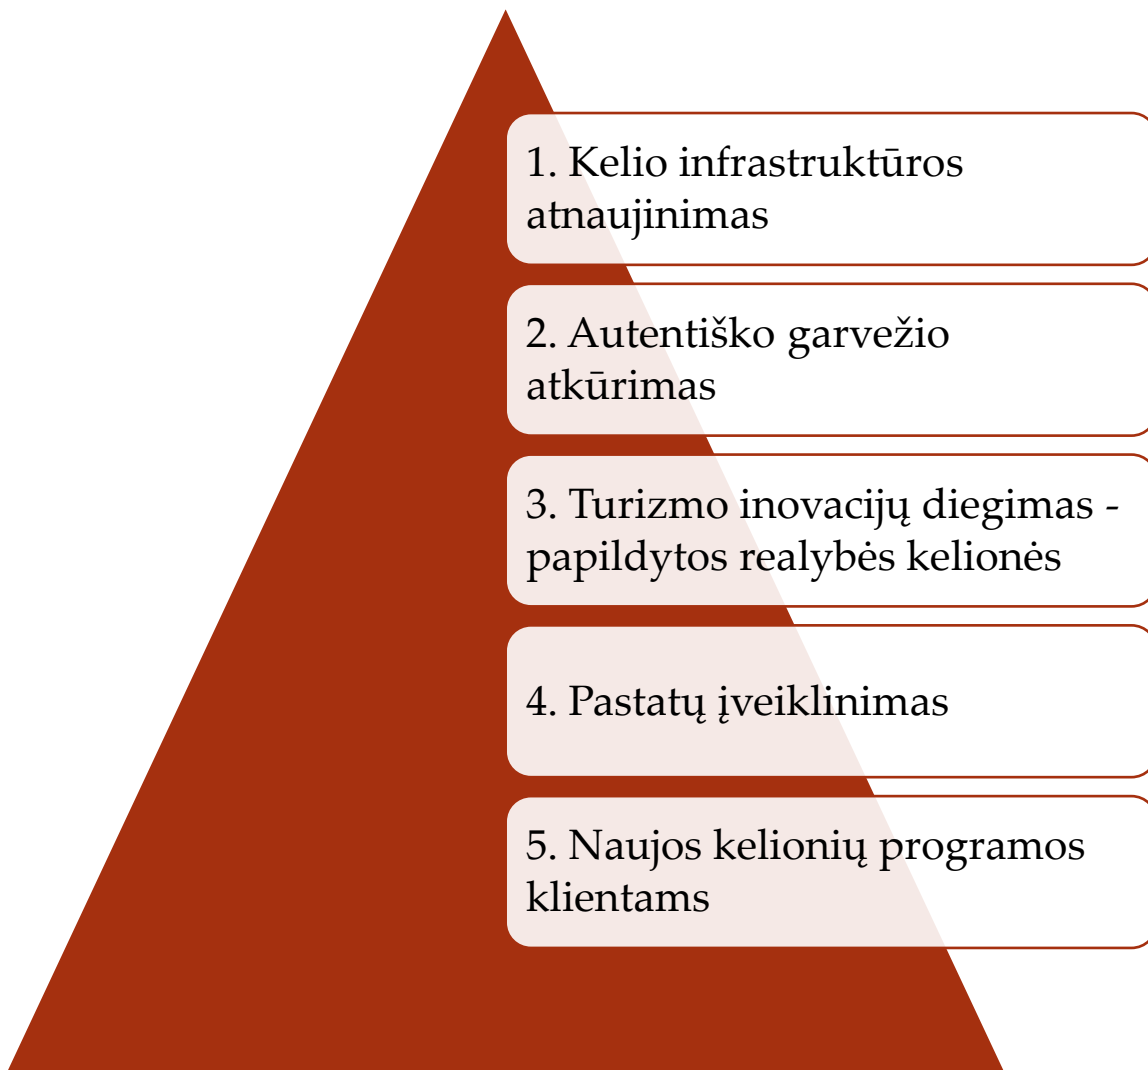 1. Kelio infrastruktūros
atnaujinimas
2. Autentiško garvežio
atkūrimas
3. Turizmo inovacijų diegimas -
papildytos realybės kelionės
4. Pastatų įveiklinimas
5. Naujos kelionių programos
klientams